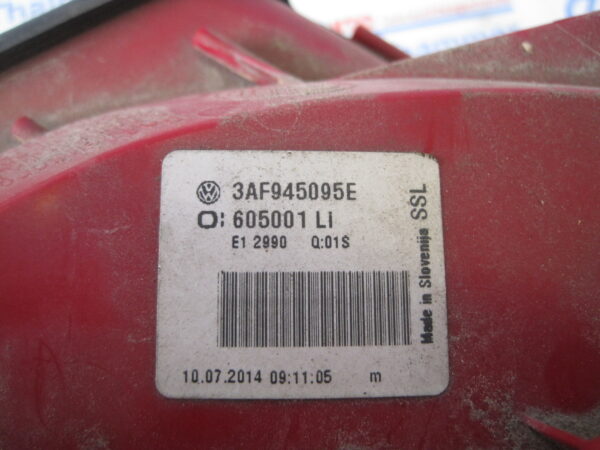 3AF945095E
O: 605001 LI
E1 2990 Q:01S
Made in Slovenija SSL
10.07.2014 09:11:05 m